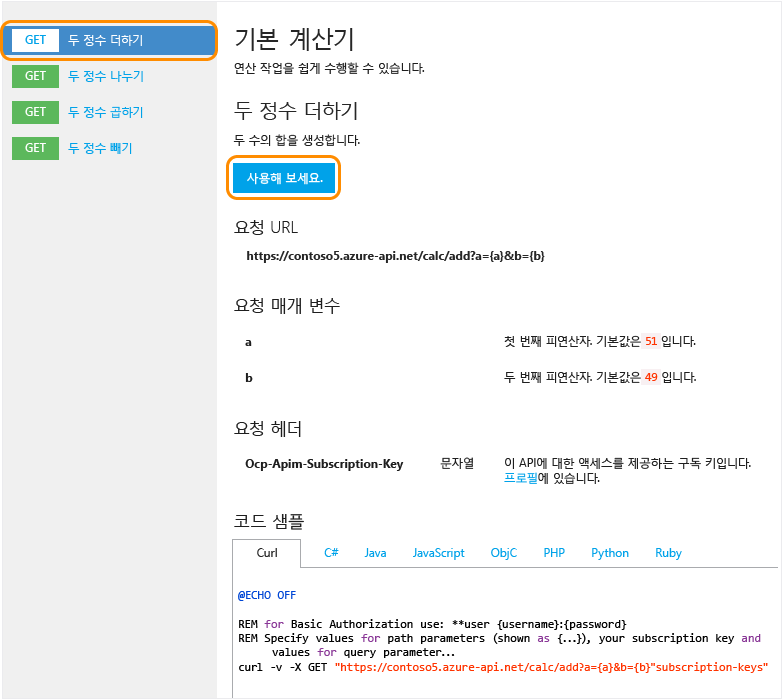 GET 두 정수 더하기
GET 두 정수 나누기
GET 두 정수 곱하기
GET 두 정수 빼기
기본 계산기
연산 작업을 쉽게 수행할 수 있습니다.
두 정수 더하기
두 수의 합을 생성합니다.
사용해 보세요.
요청 URL
https://contoso5.azure-api.net/calc/add?a={a}&b={b}
요청 매개 변수
a 첫 번째 피연산자. 기본값은 51 입니다.
b 두 번째 피연산자. 기본값은 49 입니다.
요청 헤더
Ocp-Apim-Subscription-Key 문자열 이 API에 대한 액세스를 제공하는 구독 키입니다.
프로필에 있습니다.
코드 샘플
Curl C# Java JavaScript ObjC PHP Python Ruby
@ECHO OFF
REM for Basic Authorization use: **user {username}:{password}
REM Specify values for path parameters (shown as {...}), your subscription key and
values for query parameter...
curl -v -X GET "https://contoso5.azure-api.net/calc/add?a={a}&b={b}"subscription-keys"